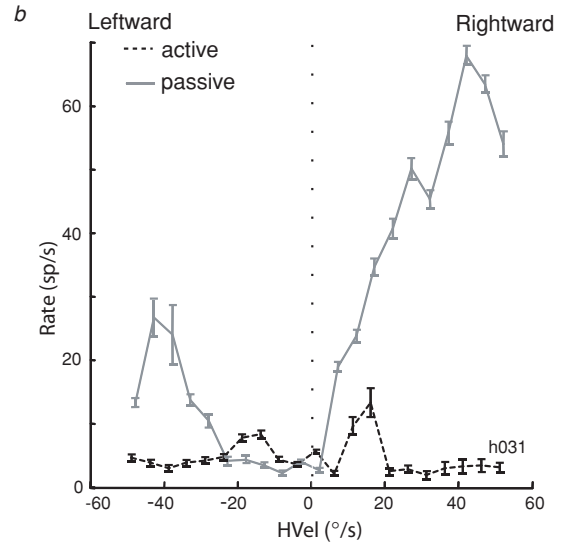 b
Leftward
Rightward
active
passive
60
40
20
0
Rate (sp/s)
h031
-60 -40 -20 0 20 40 60
HVel (°/s)